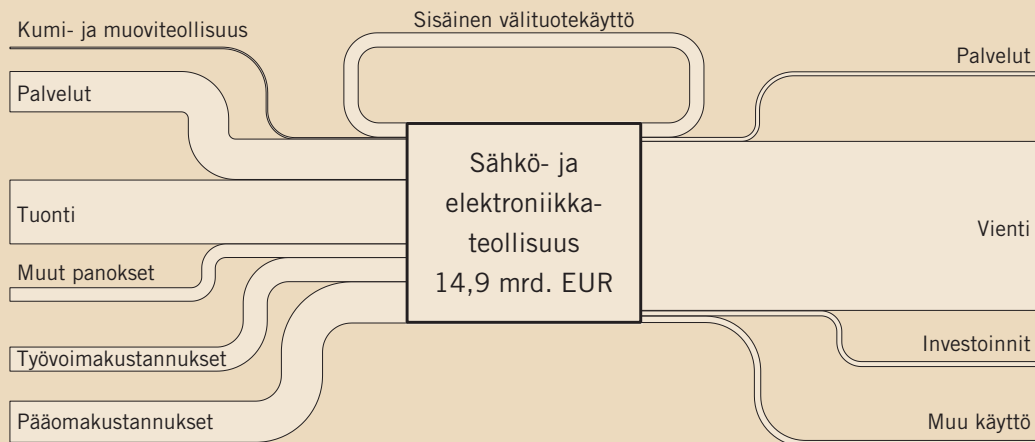 Kumi- ja muoviteollisuus
Palvelut
Tuonti
Muut panokset
Työvoimakustannukset
Pääomakustannukset
Sisäinen välituotekäyttö
Sähkö- ja
elektroniikka-
teollisuus
14,9 mrd. EUR
Palvelut
Vienti
Investoinnit
Muu käyttö